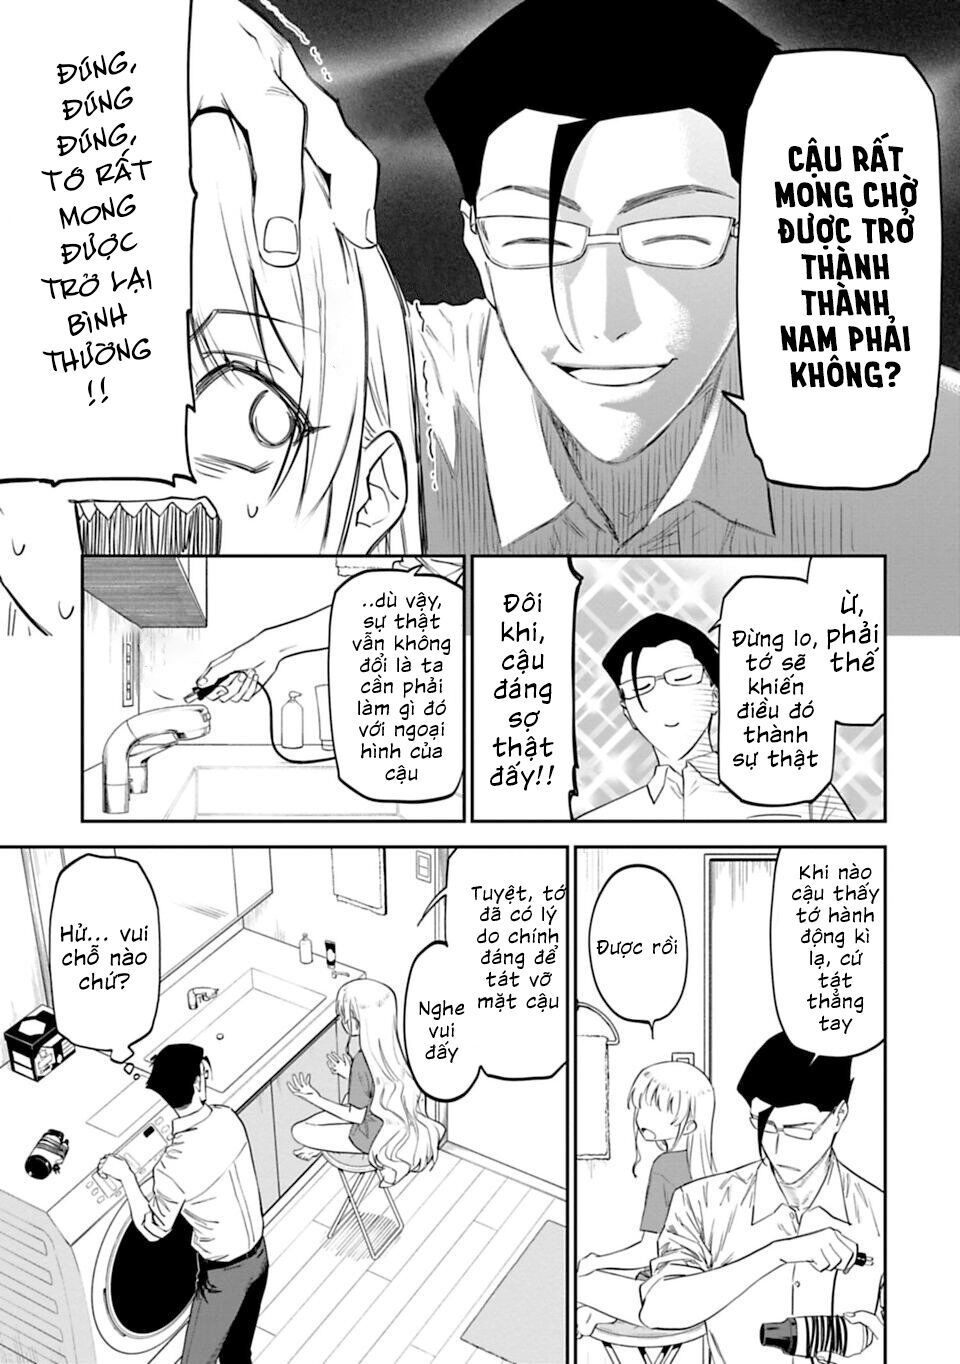 CẬU RẤT
MONG CHỜ
ĐƯỢC TRỞ
THÀNH
THÀNH
NAM PHẢI
KHÔNG?
ĐÚNG,
ĐÚNG
ĐÚNG,
TỚ RẤT
MONG
ĐƯỢC
TRỞ LẠI
BÌNH
THƯỜNG
!!
Ừ,
phải
thế
Đừng lo,
tớ sẽ
khiến
điều đó
thành
sự thật
Đôi
khi,
cậu
đáng
sợ
thật
đấy!!
..dù vậy,
sự thật
vẫn không
đổi là ta
cần phải
làm gì đó
với ngoại
hình của
cậu
Khi nào
cậu thấy
tớ hành
động kì
lạ, cứ
tát
thẳng
tay
Được rồi
Tuyệt, tớ
đã có lý
do chính
đáng để
tát vỡ
mặt cậu
Nghe
vui
đấy
Hử... vui
chỗ nào
chứ?